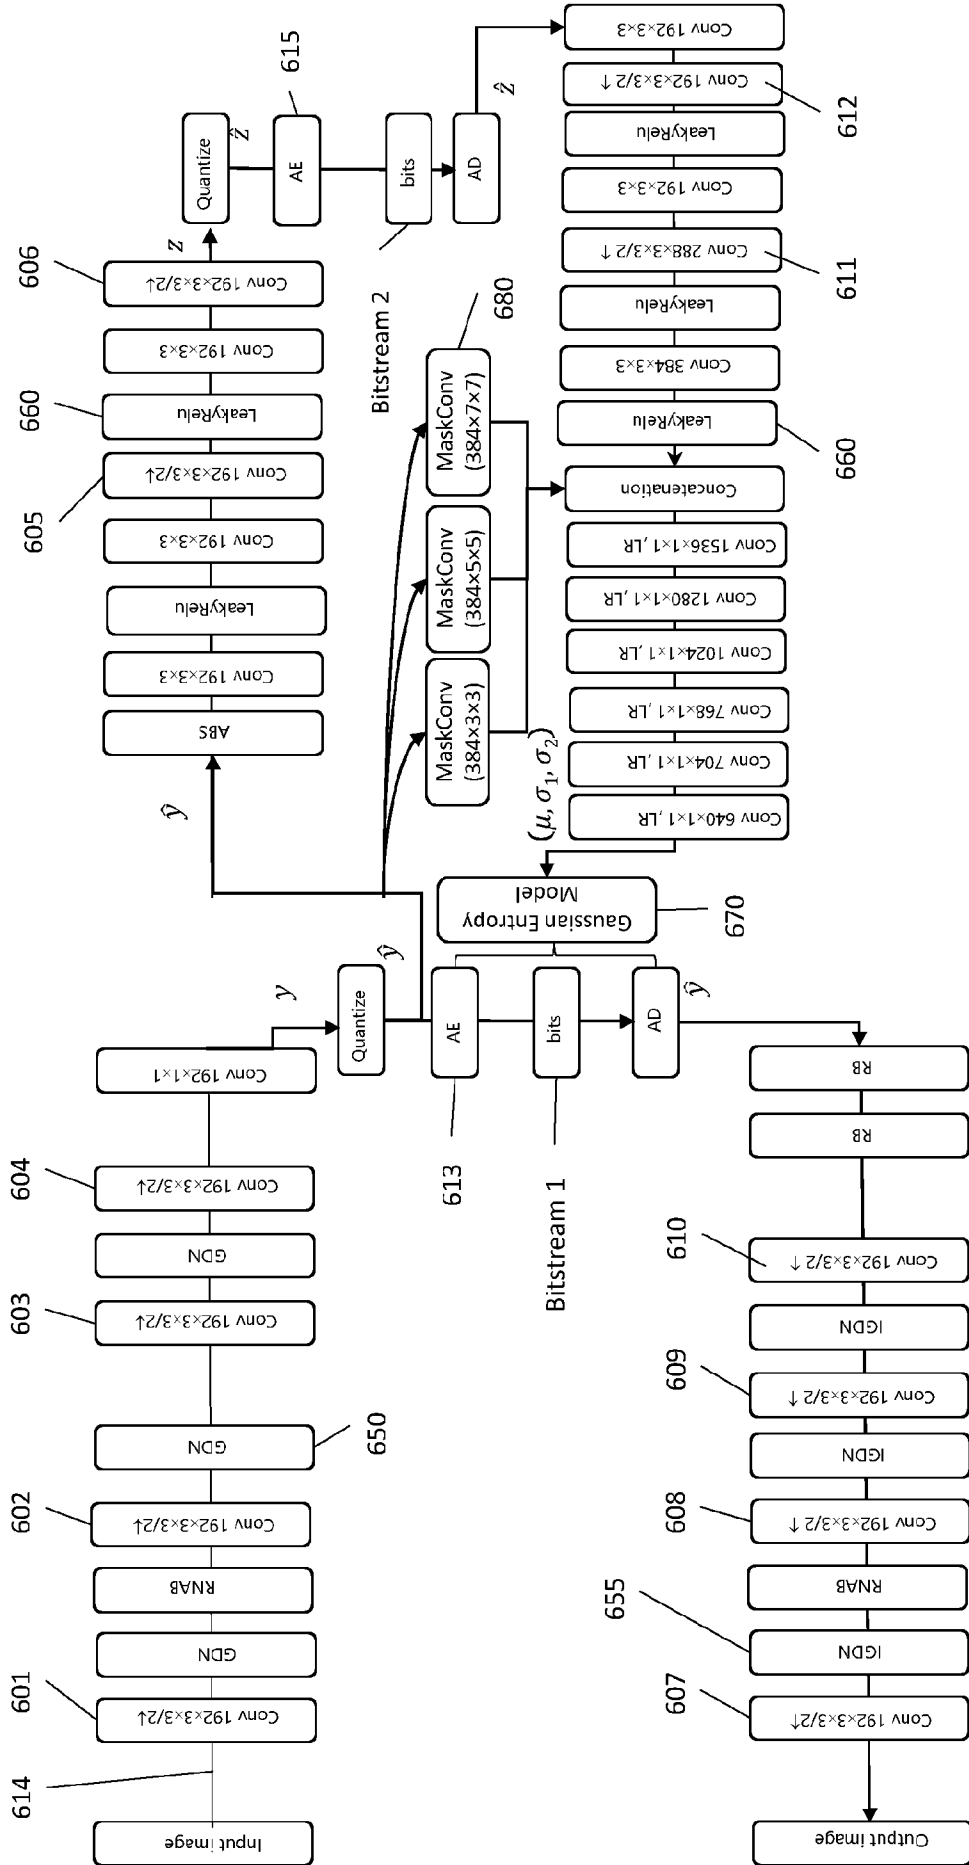 Input image
614
Conv 192×3×3/2↓
601
GDN
RNAB
Conv 192×3×3/2↓
602
GDN
650
Conv 192×3×3/2↓
603
GDN
Conv 192×3×3/2↓
604
Conv 192×1×1
y
Quantize
ŷ
ŷ
AE
613
bits
Bitstream 1
AD
ŷ
Gaussian Entropy
Model
670
ABS
Conv 192×3×3
LeakyRelu
Conv 192×3×3
Conv 192×3×3/2↓
605
LeakyRelu
660
Conv 192×3×3
Conv 192×3×3/2↓
606
z
Quantize
ẑ
AE
615
bits
Bitstream 2
AD
ẑ
Conv 192×3×3
Conv 192×3×3/2↑
612
LeakyRelu
Conv 192×3×3
Conv 288×3×3/2↑
611
LeakyRelu
Conv 384×3×3
LeakyRelu
660
MaskConv
(384×3×3)
MaskConv
(384×5×5)
MaskConv
(384×7×7)
680
Concatenation
Conv 1536×1×1, LR
Conv 1280×1×1, LR
Conv 1024×1×1, LR
Conv 768×1×1, LR
Conv 704×1×1, LR
Conv 640×1×1, LR
(μ, σ₁, σ₂)
RB
RB
Conv 192×3×3/2↑
610
IGDN
Conv 192×3×3/2↑
609
IGDN
Conv 192×3×3/2↑
608
RNAB
IGDN
655
Conv 192×3×3/2↑
607
Output image